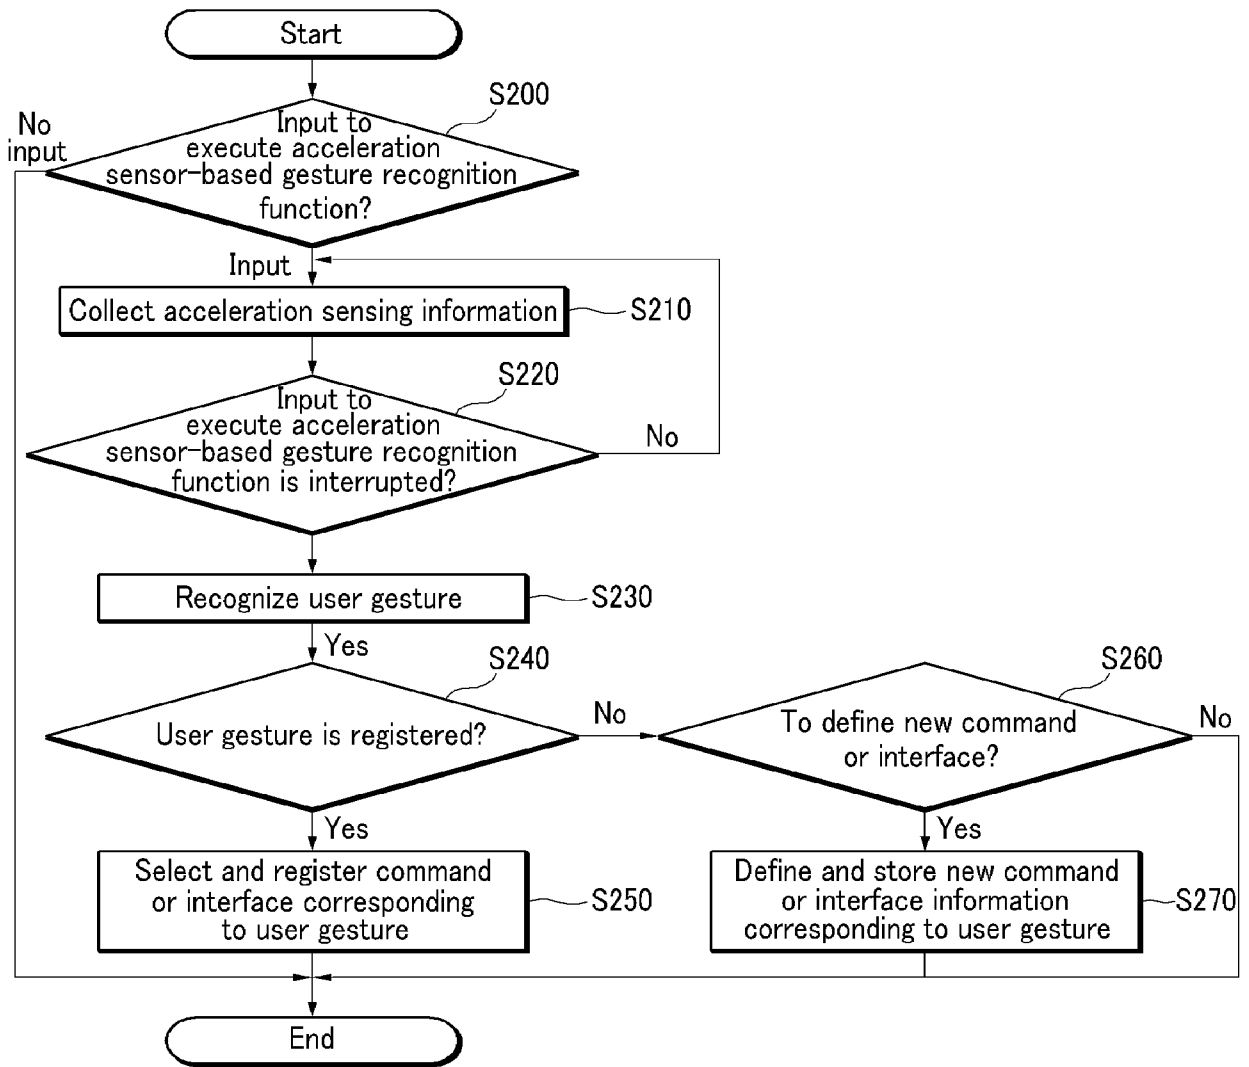 Start
S200
No
input
Input to
execute acceleration
sensor-based gesture recognition
function?
Input
Collect acceleration sensing information
S210
S220
Input to
execute acceleration
sensor-based gesture recognition
function is interrupted?
No
Recognize user gesture
S230
Yes
S240
User gesture is registered?
No
S260
To define new command
or interface?
No
Yes
Yes
Select and register command
or interface corresponding
to user gesture
S250
Define and store new command
or interface information
corresponding to user gesture
S270
End